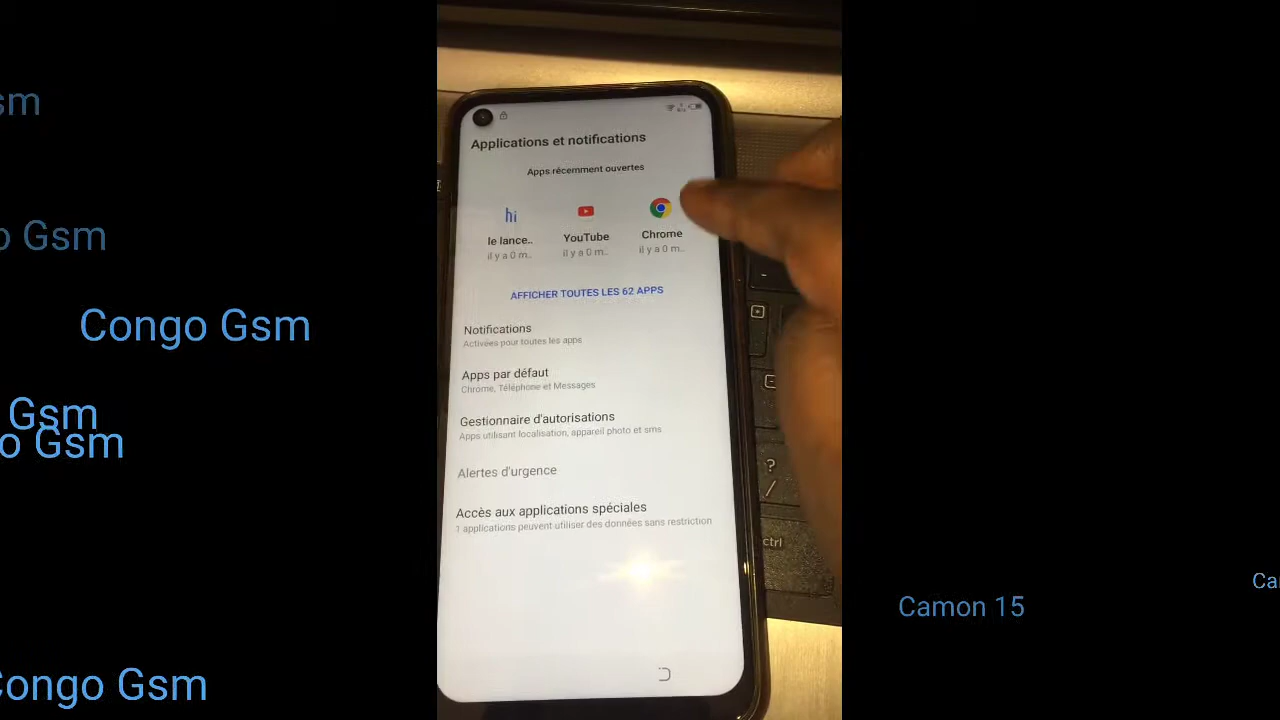 sm
o Gsm
Congo Gsm
Gsm
o Gsm
Congo Gsm
Applications et notifications
Apps récemment ouvertes
hi
le lance..
il y a 0 m..
YouTube
il y a 0 m..
Chrome
il y a 0 m..
AFFICHER TOUTES LES 62 APPS
Notifications
Activées pour toutes les apps
Apps par défaut
Chrome, Téléphone et Messages
Gestionnaire d'autorisations
Apps utilisant localisation, appareil photo et sms
Alertes d'urgence
Accès aux applications spéciales
1 applications peuvent utiliser des données sans restriction
?
/
ctrl
Camon 15
Ca